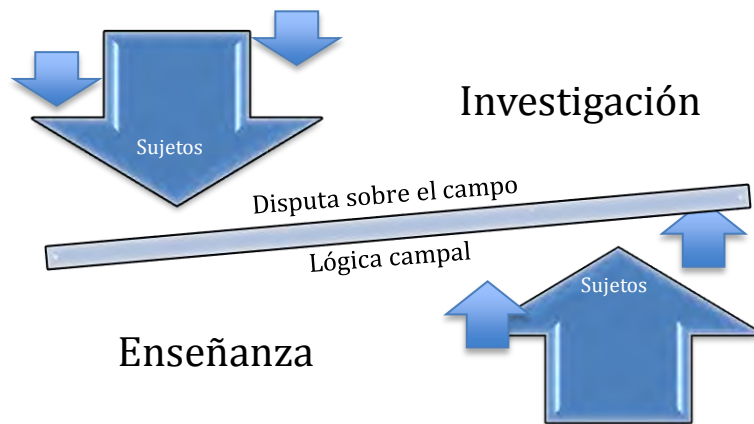 Investigación
Sujetos
Disputa sobre el campo
Lógica campal
Sujetos
Enseñanza